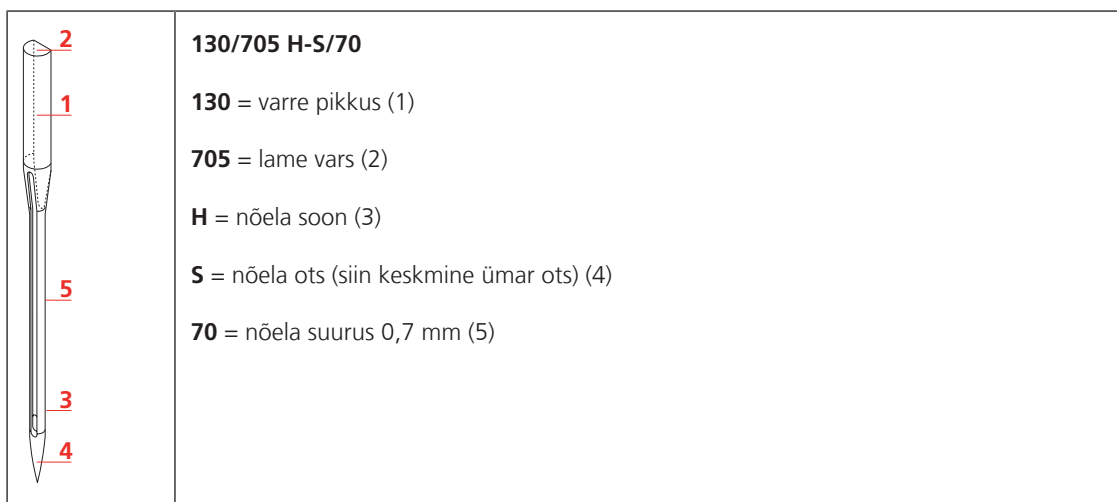 2
1
5
3
4
130/705 H-S/70
130 = varre pikkus (1)
705 = lame vars (2)
H = nõela soon (3)
S = nõela ots (siin keskmine ümar ots) (4)
70 = nõela suurus 0,7 mm (5)